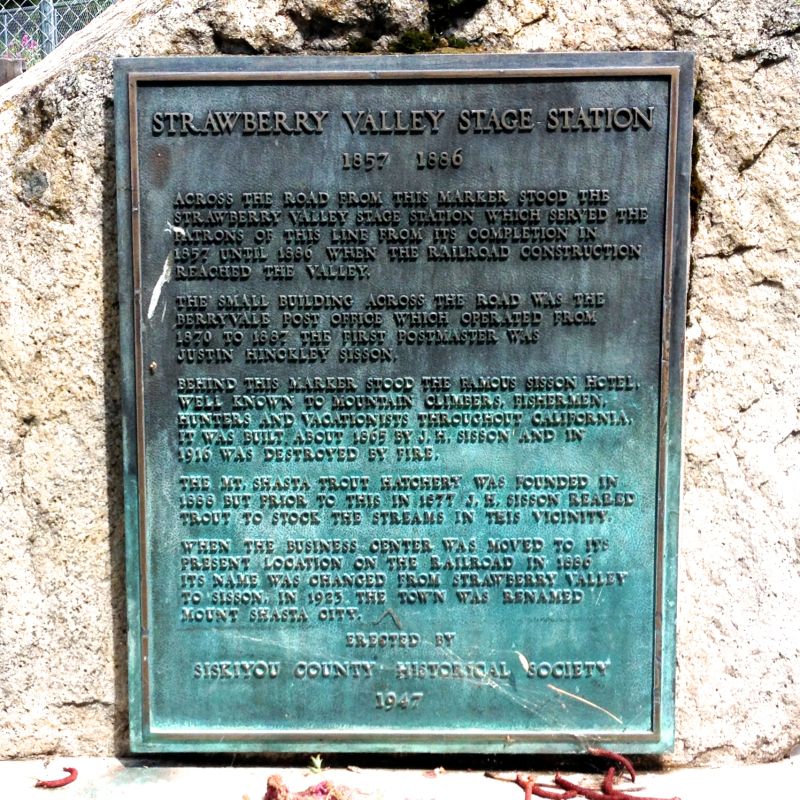 STRAWBERRY VALLEY STAGE STATION
1857 1886
ACROSS THE ROAD FROM THIS MARKER STOOD THE
STRAWBERRY VALLEY STAGE STATION WHICH SERVED THE
PATRONS OF THIS LINE FROM ITS COMPLETION IN
1857 UNTIL 1886 WHEN THE RAILROAD CONSTRUCTION
REACHED THE VALLEY.
THE SMALL BUILDING ACROSS THE ROAD WAS THE
BERRYVALE POST OFFICE WHICH OPERATED FROM
1870 TO 1887 THE FIRST POSTMASTER WAS
JUSTIN HINCKLEY SISSON.
BEHIND THIS MARKER STOOD THE FAMOUS SISSON HOTEL,
WELL KNOWN TO MOUNTAIN CLIMBERS, FISHERMEN,
HUNTERS AND VACATIONISTS THROUGHOUT CALIFORNIA.
IT WAS BUILT ABOUT 1865 BY J. H. SISSON AND IN
1916 WAS DESTROYED BY FIRE.
THE MT. SHASTA TROUT HATCHERY WAS FOUNDED IN
1888 BUT PRIOR TO THIS IN 1877 J. H. SISSON REARED
TROUT TO STOCK THE STREAMS IN THIS VICINITY.
WHEN THE BUSINESS CENTER WAS MOVED TO ITS
PRESENT LOCATION ON THE RAILROAD IN 1886
ITS NAME WAS CHANGED FROM STRAWBERRY VALLEY
TO SISSON. IN 1923 THE TOWN WAS RENAMED
MOUNT SHASTA CITY.
ERECTED BY
SISKIYOU COUNTY HISTORICAL SOCIETY
1947